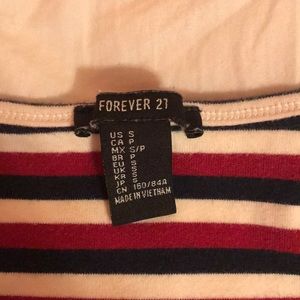 FOREVER 21
US S
CA P
MX S/P
BR P
EU S
UK S
KR S
JP S
CN 160/84A
MADE IN VIETNAM